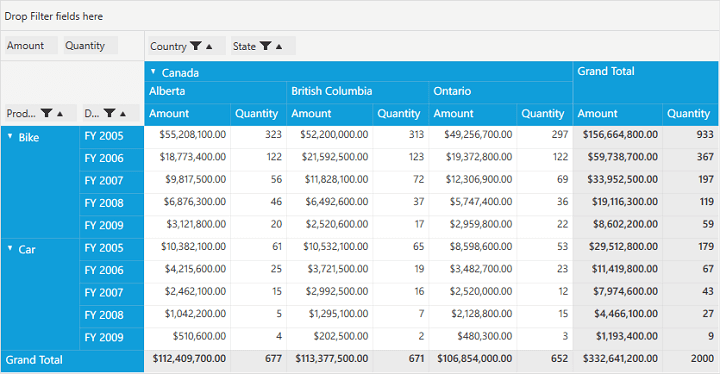 Drop Filter fields here
Amount Quantity Country State
Canada Grand Total
Alberta British Columbia Ontario
Prod... D... Amount Quantity Amount Quantity Amount Quantity Amount Quantity
Bike FY 2005 $55,208,100.00 323 $52,200,000.00 313 $49,256,700.00 297 $156,664,800.00 933
FY 2006 $18,773,400.00 122 $21,592,500.00 123 $19,372,800.00 122 $59,738,700.00 367
FY 2007 $9,817,500.00 56 $11,828,100.00 72 $12,306,900.00 69 $33,952,500.00 197
FY 2008 $6,876,300.00 46 $6,492,600.00 37 $5,747,400.00 36 $19,116,300.00 119
FY 2009 $3,121,800.00 20 $2,520,600.00 17 $2,959,800.00 22 $8,602,200.00 59
Car FY 2005 $10,382,100.00 61 $10,532,100.00 65 $8,598,600.00 53 $29,512,800.00 179
FY 2006 $4,215,600.00 25 $3,721,500.00 19 $3,482,700.00 23 $11,419,800.00 67
FY 2007 $2,462,100.00 15 $2,992,500.00 16 $2,520,000.00 12 $7,974,600.00 43
FY 2008 $1,042,200.00 5 $1,295,100.00 7 $2,128,800.00 15 $4,466,100.00 27
FY 2009 $510,600.00 4 $202,500.00 2 $480,300.00 3 $1,193,400.00 9
Grand Total $112,409,700.00 677 $113,377,500.00 671 $106,854,000.00 652 $332,641,200.00 2000